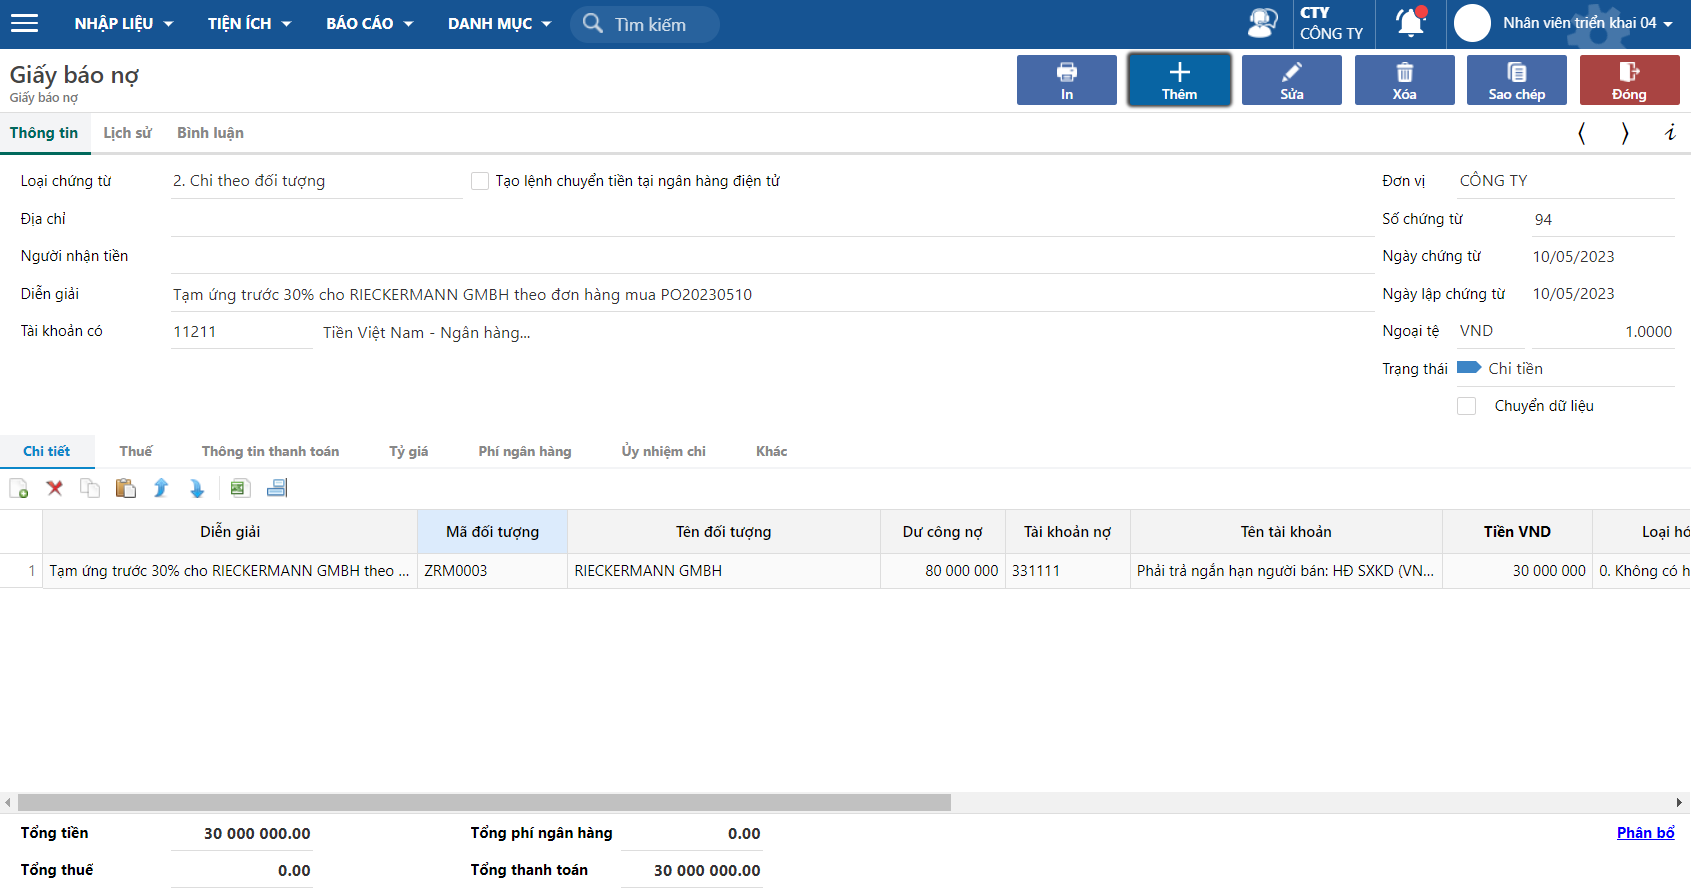 NHẬP LIỆU TIỆN ÍCH BÁO CÁO DANH MỤC Tìm kiếm CTY
CÔNG TY Nhân viên triển khai 04
Giấy báo nợ
Giấy báo nợ
In Thêm Sửa Xóa Sao chép Đóng
Thông tin Lịch sử Bình luận
Loại chứng từ 2. Chi theo đối tượng Tạo lệnh chuyển tiền tại ngân hàng điện tử Đơn vị CÔNG TY
Địa chỉ Số chứng từ 94
Người nhận tiền Ngày chứng từ 10/05/2023
Diễn giải Tạm ứng trước 30% cho RIECKERMANN GMBH theo đơn hàng mua PO20230510 Ngày lập chứng từ 10/05/2023
Tài khoản có 11211 Tiền Việt Nam - Ngân hàng... Ngoại tệ VND 1.0000
Trạng thái Chi tiền
Chuyển dữ liệu
Chi tiết Thuế Thông tin thanh toán Tỷ giá Phí ngân hàng Ủy nhiệm chi Khác
Diễn giải Mã đối tượng Tên đối tượng Dư công nợ Tài khoản nợ Tên tài khoản Tiền VND Loại hó
1 Tạm ứng trước 30% cho RIECKERMANN GMBH theo ... ZRM0003 RIECKERMANN GMBH 80 000 000 331111 Phải trả ngắn hạn người bán: HĐ SXKD (VN... 30 000 000 0. Không có h
Tổng tiền 30 000 000.00 Tổng phí ngân hàng 0.00 Phân bổ
Tổng thuế 0.00 Tổng thanh toán 30 000 000.00